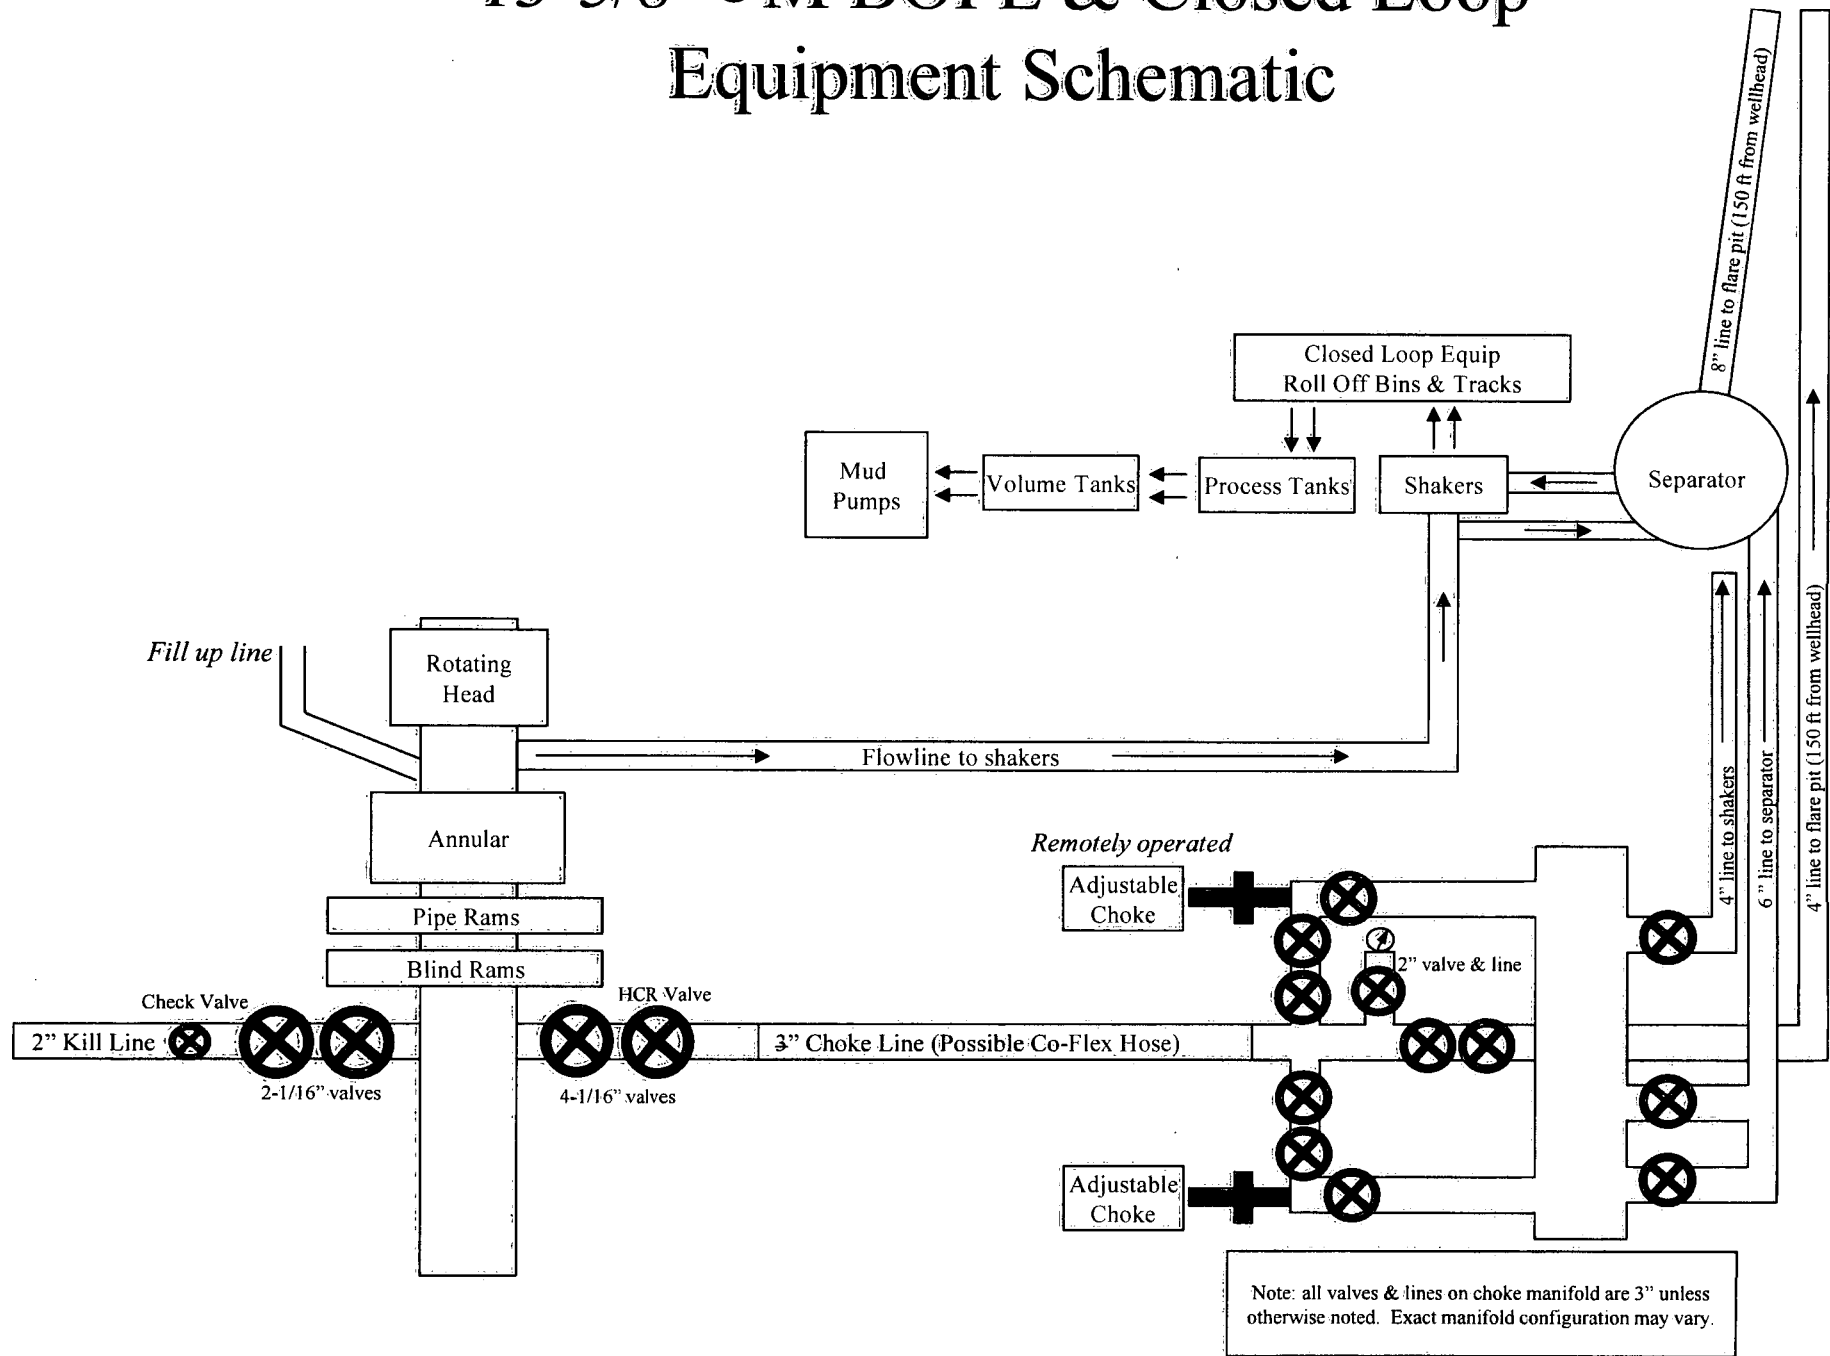 BOPE & Closed Loop
Equipment Schematic
8” line to flare pit (150 ft from wellhead)
Closed Loop Equip
Roll Off Bins & Tracks
Mud
Pumps
Volume Tanks
Process Tanks
Shakers
Separator
Fill up line
Rotating
Head
Flowline to shakers
4” line to shakers
6” line to separator
4” line to flare pit (150 ft from wellhead)
Annular
Remotely operated
Adjustable
Choke
Pipe Rams
Blind Rams
2” valve & line
Check Valve
HCR Valve
2” Kill Line
3” Choke Line (Possible Co-Flex Hose)
2-1/16” valves
4-1/16” valves
Adjustable
Choke
Note: all valves & lines on choke manifold are 3” unless
otherwise noted. Exact manifold configuration may vary.